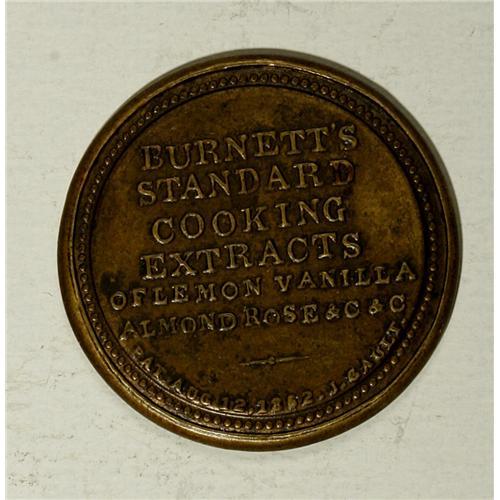 BURNETT'S
STANDARD
COOKING
EXTRACTS
OF LEMON VANILLA
ALMOND ROSE & C & C
PAT. AUG. 12, 1862, J. GAULT